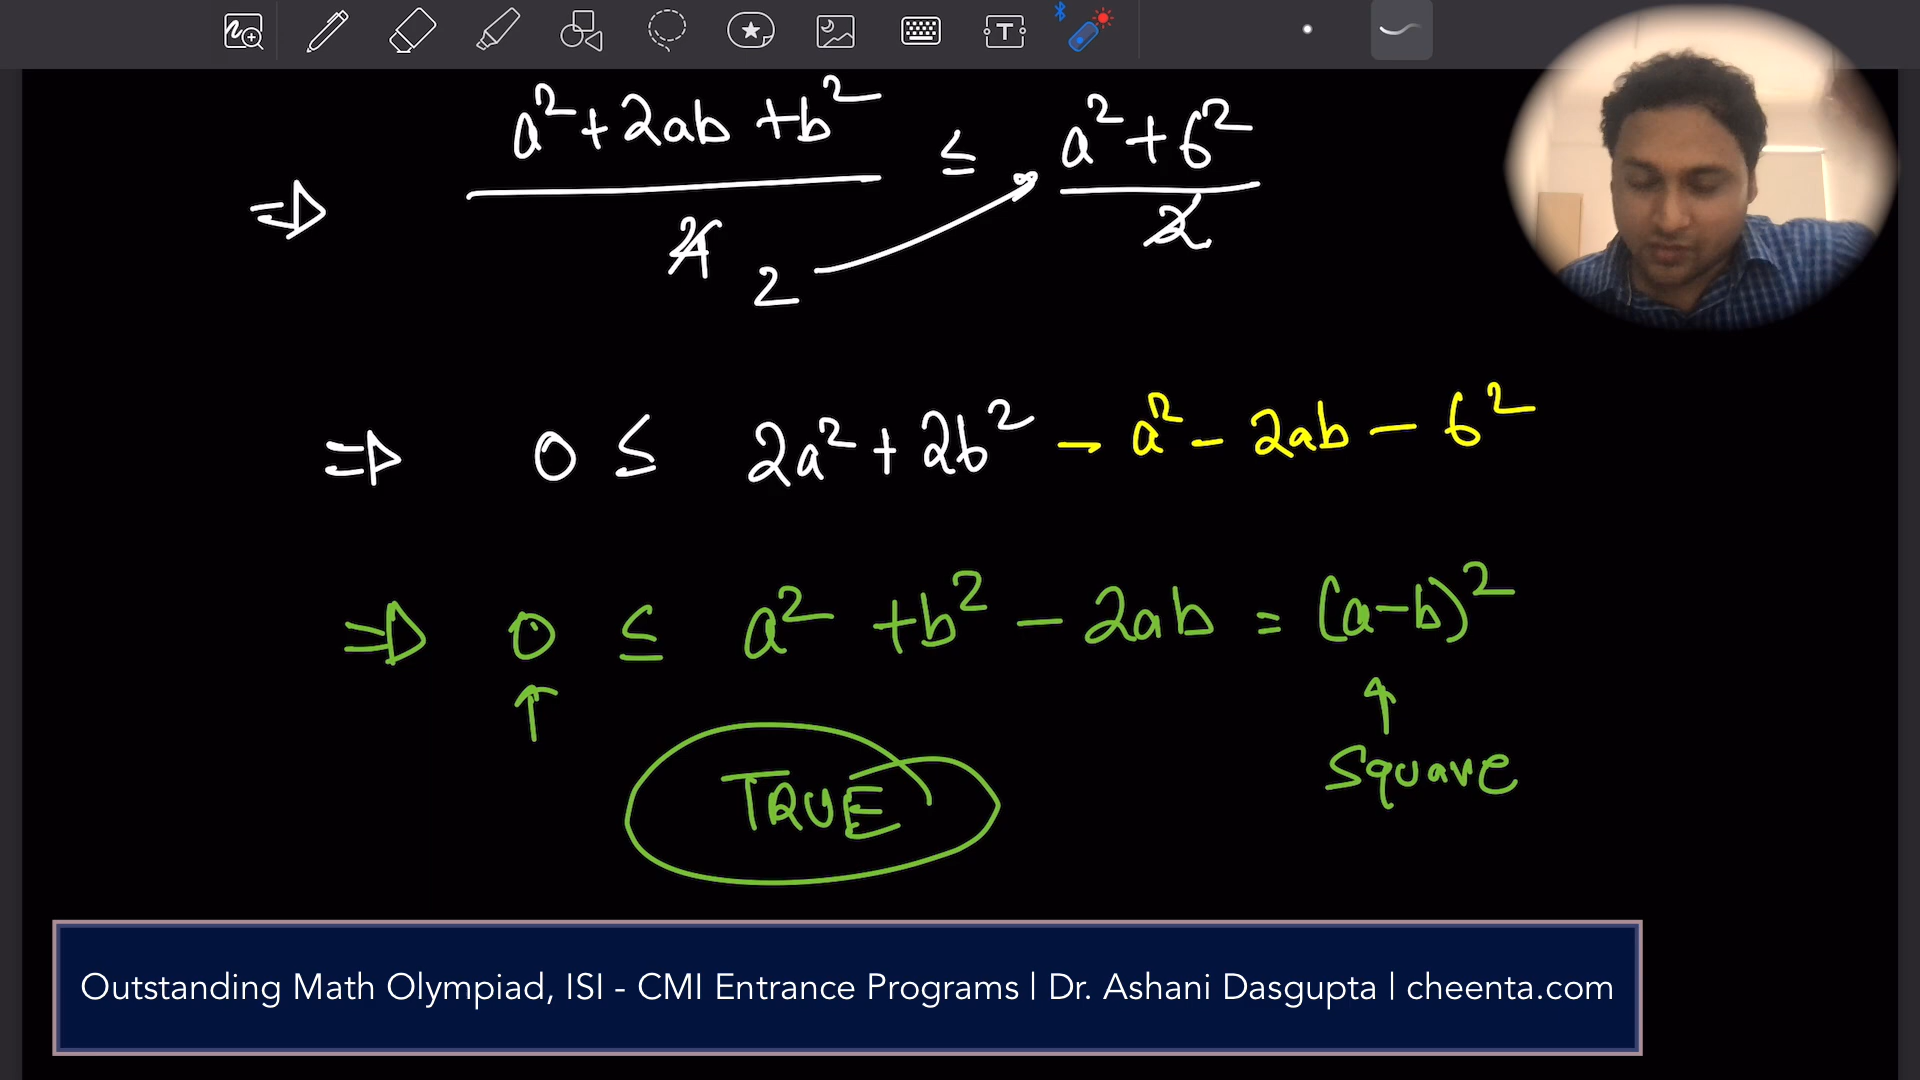 ⇒ a²+2ab+b² / 4 ≤ a²+b² / 2
2
⇒ 0 ≤ 2a²+2b² - a² - 2ab - b²
⇒ 0 ≤ a² + b² - 2ab = (a-b)²
↑ ↑
TRUE
Square
Outstanding Math Olympiad, ISI - CMI Entrance Programs | Dr. Ashani Dasgupta | cheenta.com